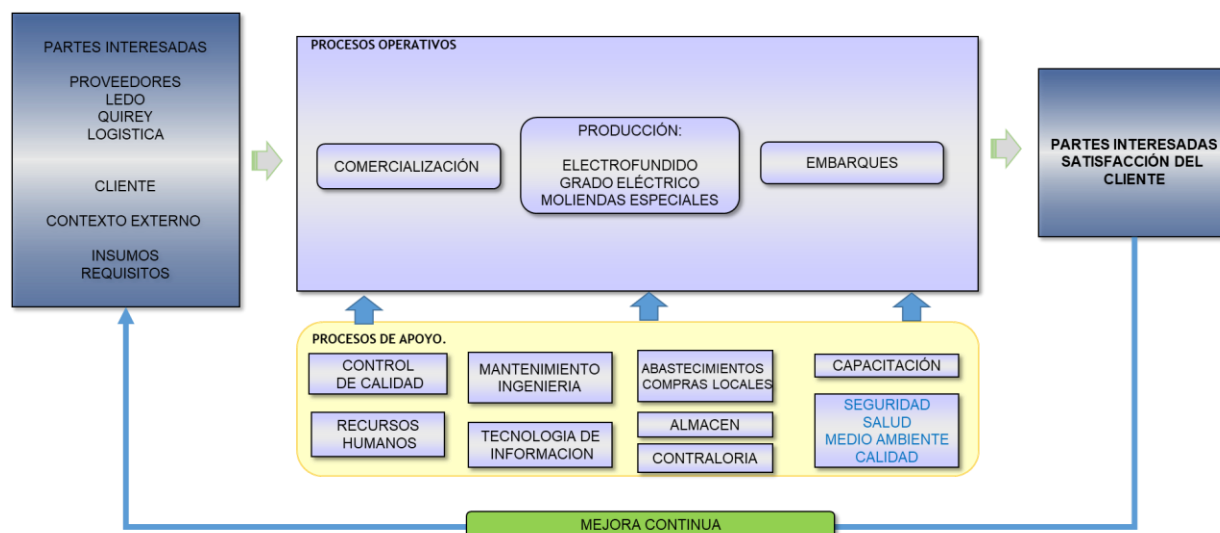 PARTES INTERESADAS
PROVEEDORES
LEDO
QUIREY
LOGISTICA
CLIENTE
CONTEXTO EXTERNO
INSUMOS
REQUISITOS
PROCESOS OPERATIVOS
COMERCIALIZACIÓN
PRODUCCIÓN:
ELECTROFUNDIDO
GRADO ELÉCTRICO
MOLIENDAS ESPECIALES
EMBARQUES
PARTES INTERESADAS
SATISFACCIÓN DEL
CLIENTE
PROCESOS DE APOYO.
CONTROL
DE CALIDAD
RECURSOS
HUMANOS
MANTENIMIENTO
INGENIERIA
TECNOLOGIA DE
INFORMACION
ABASTECIMIENTOS
COMPRAS LOCALES
ALMACEN
CONTRALORIA
CAPACITACIÓN
SEGURIDAD
SALUD
MEDIO AMBIENTE
CALIDAD
MEJORA CONTINUA